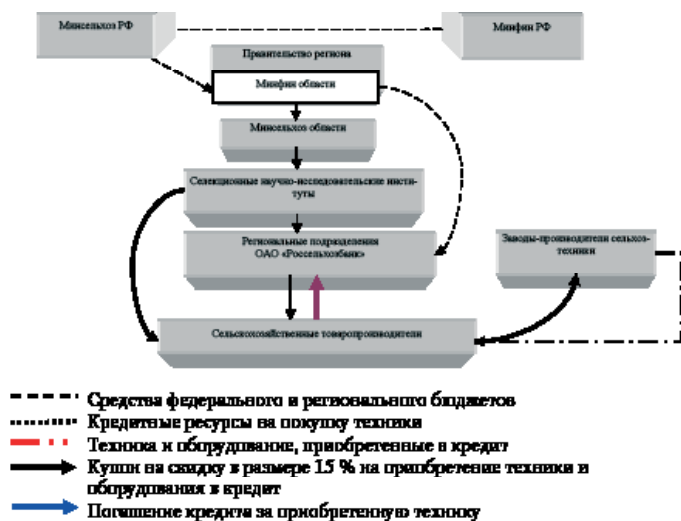 Минсельхоз РФ
Минфин РФ
Правительство региона
Минфин области
Минсельхоз области
Селекционные научно-исследовательские инсти-
туты
Региональные подразделения
ОАО «Россельхозбанк»
Заводы-производители сельхоз-
техники
Сельскохозяйственные товаропроизводители
Средства федерального и регионального бюджетов
Кредитные ресурсы на покупку техники
Техника и оборудование, приобретенные в кредит
Купон на скидку в размере 15 % на приобретение техники и
оборудования в кредит
Погашение кредита за приобретенную технику